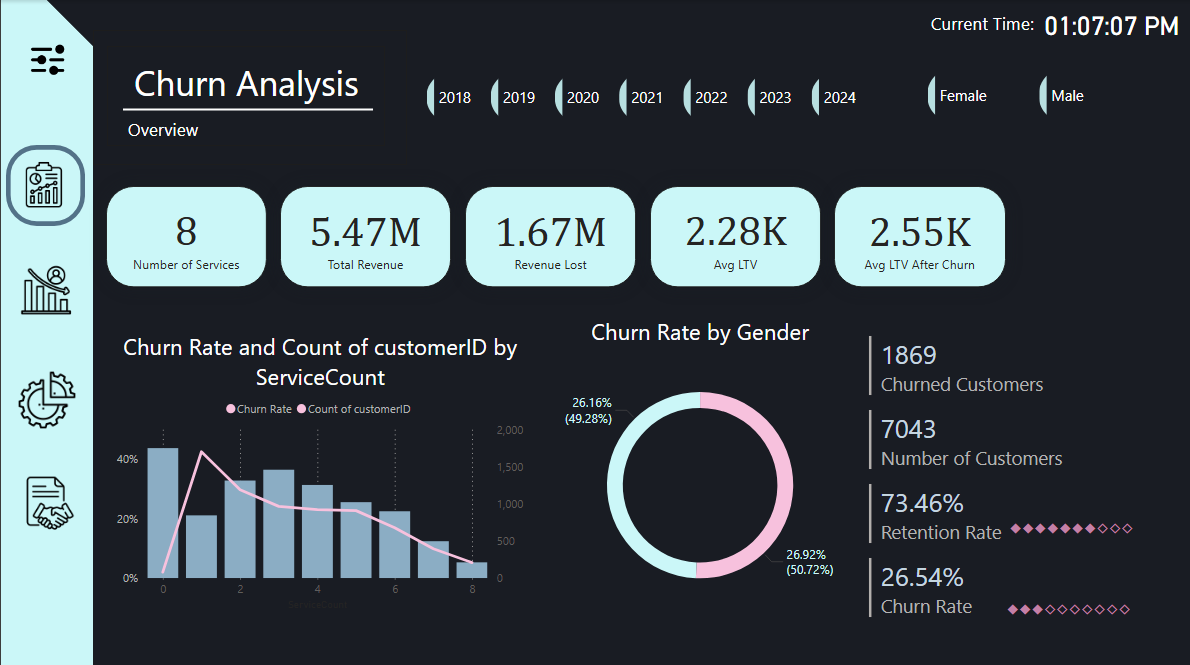 Current Time: 01:07:07 PM
Churn Analysis
Overview
2018 2019 2020 2021 2022 2023 2024 Female Male
8
Number of Services
5.47M
Total Revenue
1.67M
Revenue Lost
2.28K
Avg LTV
2.55K
Avg LTV After Churn
Churn Rate and Count of customerID by
ServiceCount
Churn Rate Count of customerID
2,000
40%
1,500
1,000
20%
500
0%
0
0 2 4 6 8
ServiceCount
Churn Rate by Gender
26.16%
(49.28%)
26.92%
(50.72%)
1869
Churned Customers
7043
Number of Customers
73.46%
Retention Rate
26.54%
Churn Rate